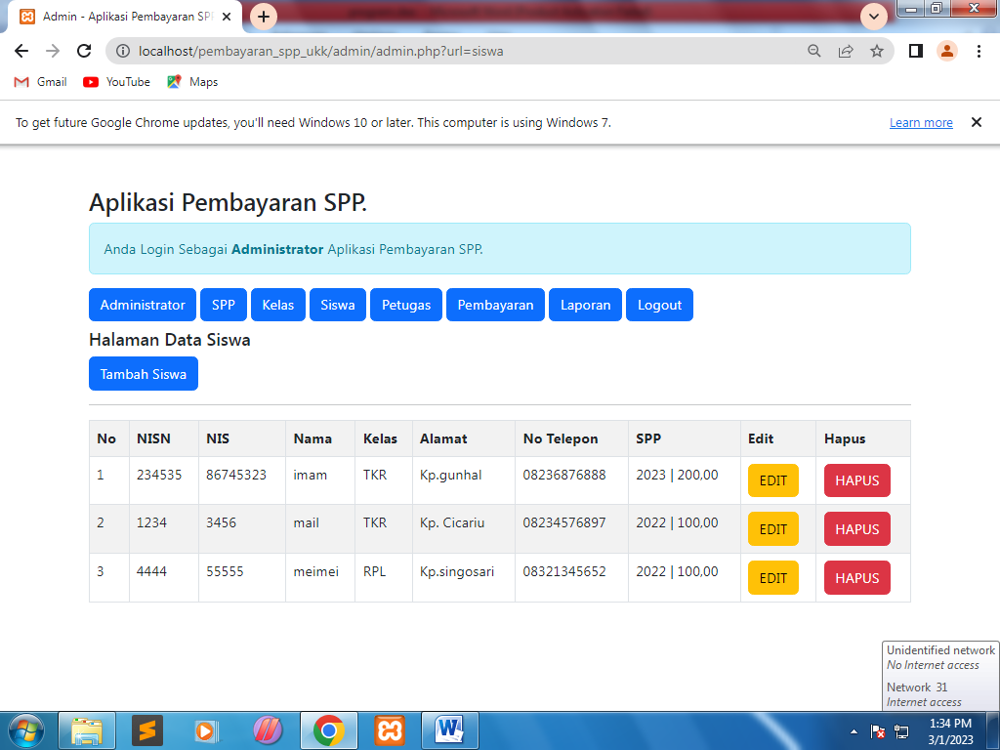 Admin - Aplikasi Pembayaran SPP
localhost/pembayaran_spp_ukk/admin/admin.php?url=siswa
Gmail YouTube Maps
To get future Google Chrome updates, you'll need Windows 10 or later. This computer is using Windows 7. Learn more
Aplikasi Pembayaran SPP.
Anda Login Sebagai Administrator Aplikasi Pembayaran SPP.
Administrator SPP Kelas Siswa Petugas Pembayaran Laporan Logout
Halaman Data Siswa
Tambah Siswa
No NISN NIS Nama Kelas Alamat No Telepon SPP Edit Hapus
1 234535 86745323 imam TKR Kp.gunhal 08236876888 2023 | 200,00 EDIT HAPUS
2 1234 3456 mail TKR Kp. Cicariu 08234576897 2022 | 100,00 EDIT HAPUS
3 4444 55555 meimei RPL Kp.singosari 08321345652 2022 | 100,00 EDIT HAPUS
Unidentified network
No Internet access
Network 31
Internet access
1:34 PM
3/1/2023